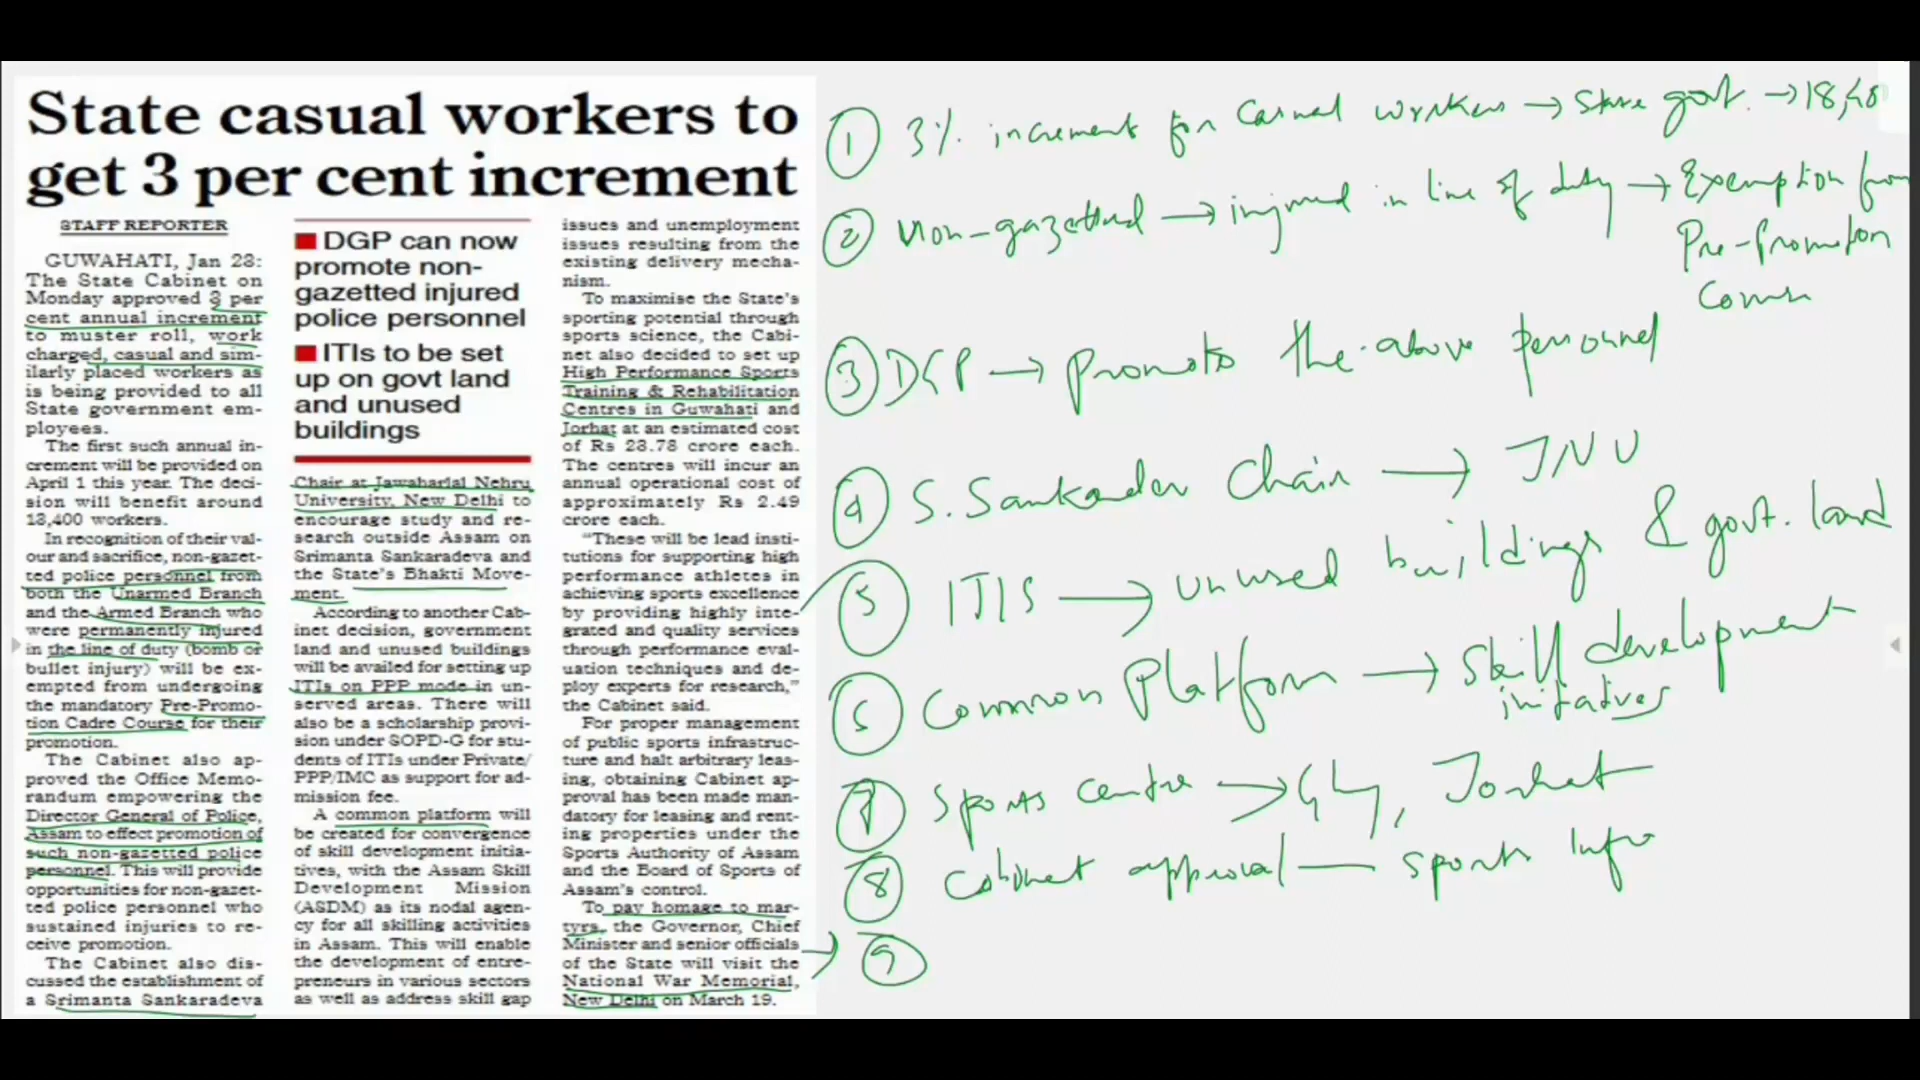 State casual workers to
get 3 per cent increment
STAFF REPORTER
GUWAHATI, Jan 23:
The State Cabinet on
Monday approved 3 per
cent annual increment
to muster roll, work
charged, casual and sim-
ilarly placed workers as
is being provided to all
State government em-
ployees.
The first such annual in-
crement will be provided on
April 1 this year. The deci-
sion will benefit around
13,400 workers.
In recognition of their val-
our and sacrifice, non-gazet-
ted police personnel from
both the Unarmed Branch
and the Armed Branch who
were permanently injured
in the line of duty (bomb or
bullet injury) will be ex-
empted from undergoing
the mandatory Pre-Promo-
tion Cadre Course for their
promotion.
The Cabinet also ap-
proved the Office Memo-
randum empowering the
Director General of Police,
Assam to effect promotion of
such non-gazetted police
personnel. This will provide
opportunities for non-gazet-
ted police personnel who
sustained injuries to re-
ceive promotion.
The Cabinet also dis-
cussed the establishment of
a Srimanta Sankaradeva
DGP can now
promote non-
gazetted injured
police personnel
ITIs to be set
up on govt land
and unused
buildings
Chair at Jawaharlal Nehru
University, New Delhi to
encourage study and re-
search outside Assam on
Srimanta Sankaradeva and
the State's Bhakti Move-
ment.
According to another Cab-
inet decision, government
land and unused buildings
will be availed for setting up
ITIs on PPP mode in un-
served areas. There will
also be a scholarship provi-
sion under SOPD-G for stu-
dents of ITIs under Private/
PPP/IMC as support for ad-
mission fee.
A common platform will
be created for convergence
of skill development initia-
tives, with the Assam Skill
Development Mission
(ASDM) as its nodal agen-
cy for all skilling activities
in Assam. This will enable
the development of entre-
preneurs in various sectors
as well as address skill gap
issues and unemployment
issues resulting from the
existing delivery mecha-
nism.
To maximise the State's
sporting potential through
sports science, the Cabi-
net also decided to set up
High Performance Sports
Training & Rehabilitation
Centres in Guwahati and
Jorhat at an estimated cost
of Rs 23.73 crore each.
The centres will incur an
annual operational cost of
approximately Rs 2.49
crore each.
"These will be lead insti-
tutions for supporting high
performance athletes in
achieving sports excellence
by providing highly inte-
grated and quality services
through performance eval-
uation techniques and de-
ploy experts for research,"
the Cabinet said.
For proper management
of public sports infrastruc-
ture and halt arbitrary leas-
ing, obtaining Cabinet ap-
proval has been made man-
datory for leasing and rent-
ing properties under the
Sports Authority of Assam
and the Board of Sports of
Assam's control.
To pay homage to mar-
tyrs, the Governor, Chief
Minister and senior officials
of the State will visit the
National War Memorial,
New Delhi on March 19.
① 3% increment for casual workers → state govt. →
② Non-gazetted → injured in line of duty → Exemption from
Pre-promotion
③ DGP → promote the above personnel
④ S. Sankardev Chair → JNU
⑤ ITIS → unused buildings & govt. land
⑥ Common Platform → Skill development
initiatives
⑦ Sports centre → Ghy, Jorhat
⑧ Cabinet approval — sports infra
⑨